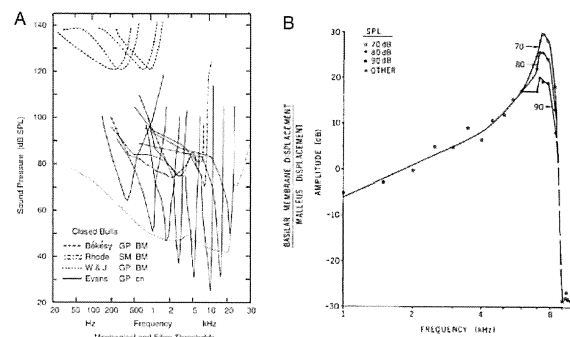 A
140
120
100
80
60
40
20
Sound Pressure (dB SPL)
Closed Bulla
Békésy GP BM
Rhode SM BM
W & J GP BM
Evans GP cn
20 50 100 200 500 1 2 5 10 20 30
Hz Frequency kHz
B
SPL
70 dB
80 dB
90 dB
OTHER
70
80
90
30
20
10
0
-10
-20
-30
BASILAR MEMBRANE DISPLACEMENT
MALLEUS DISPLACEMENT
AMPLITUDE (dB)
1 2 4 8
FREQUENCY (kHz)